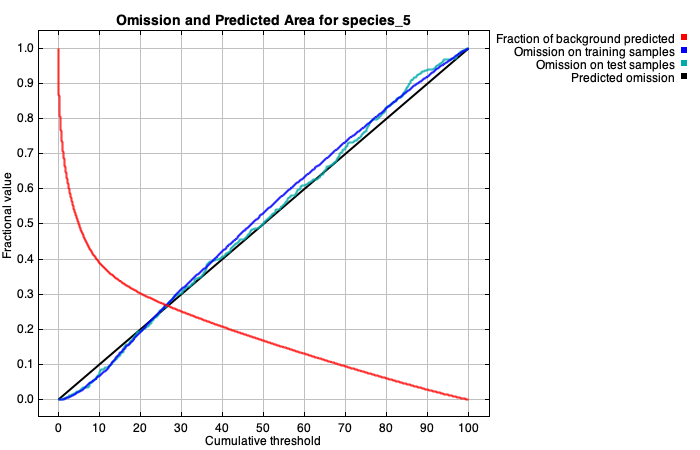 Omission and Predicted Area for species_5
Fraction of background predicted
Omission on training samples
Omission on test samples
Predicted omission
Fractional value
1.0
0.9
0.8
0.7
0.6
0.5
0.4
0.3
0.2
0.1
0.0
0 10 20 30 40 50 60 70 80 90 100
Cumulative threshold